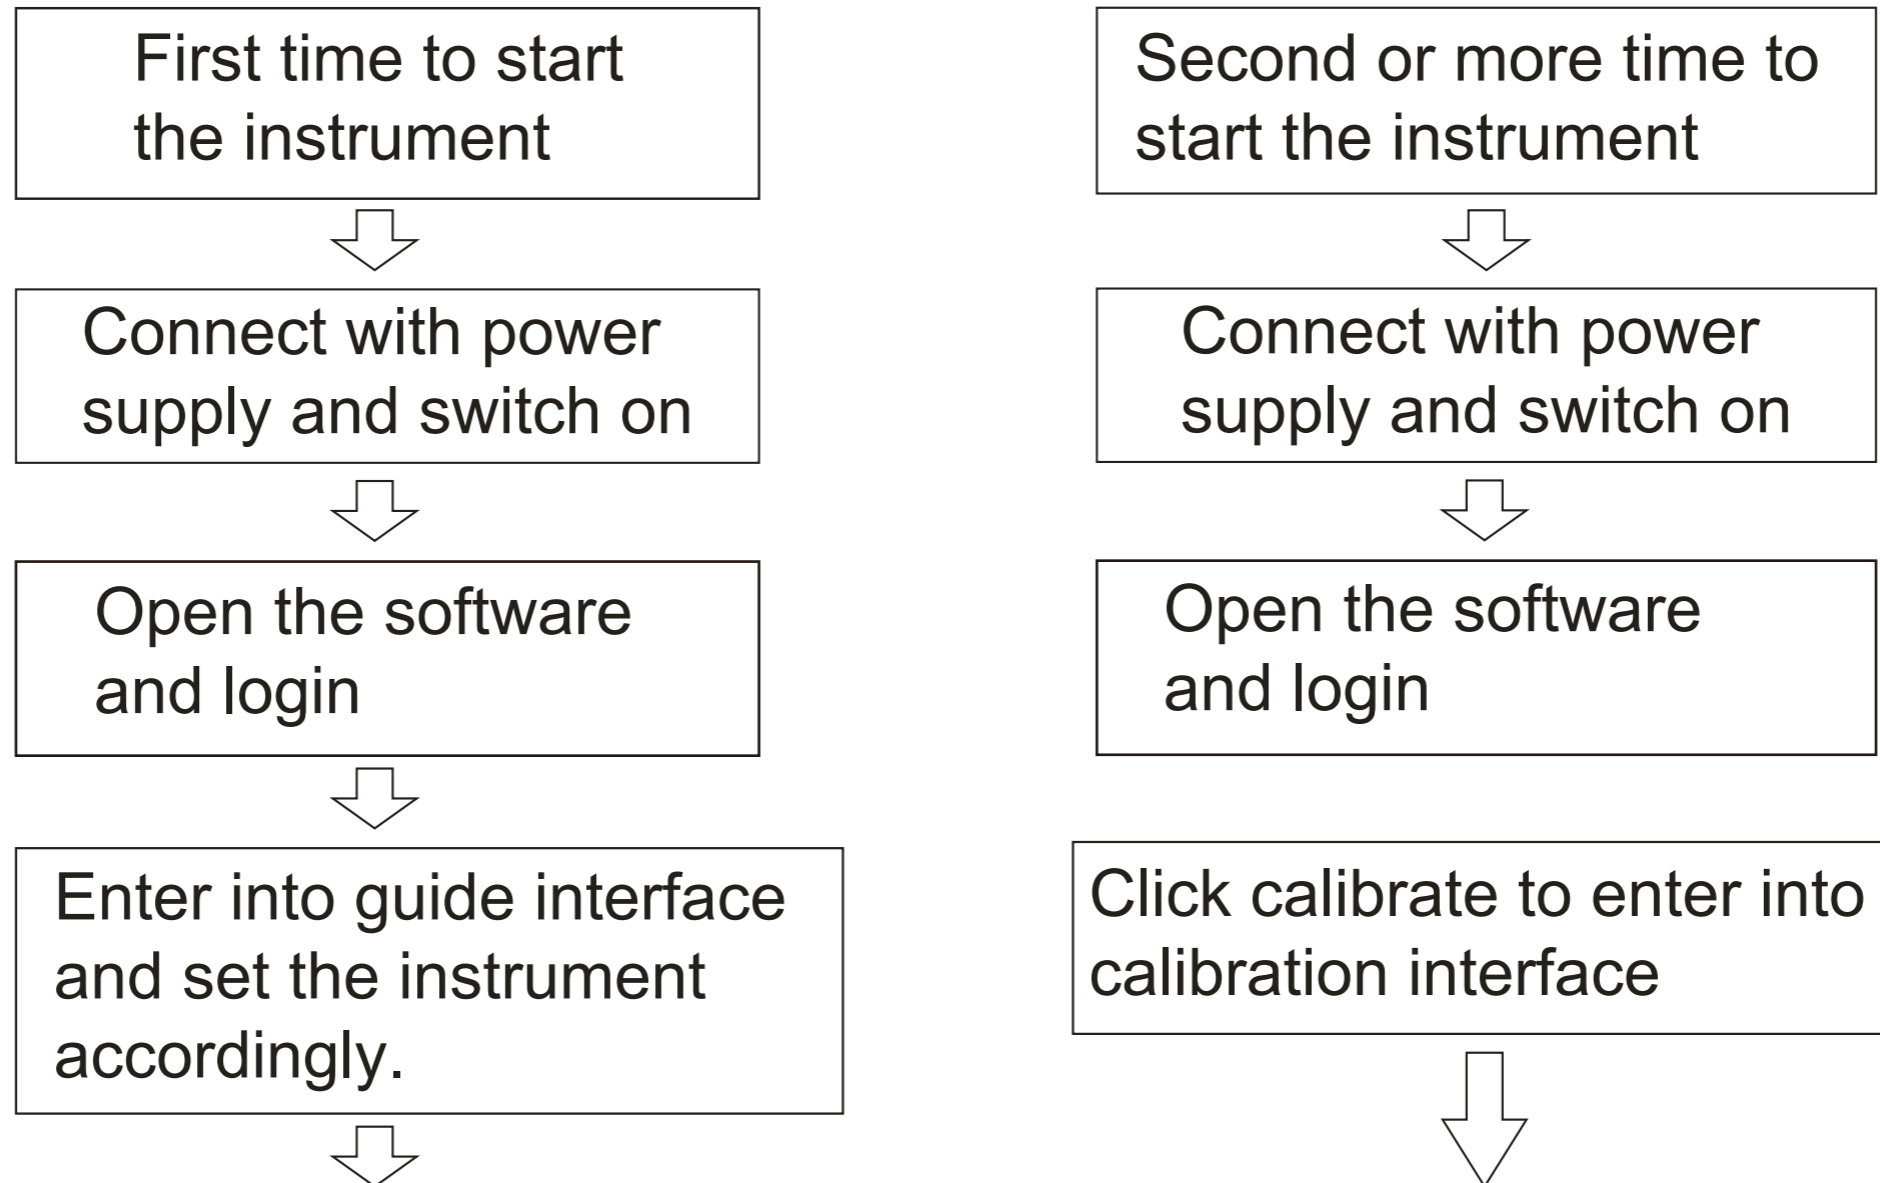 First time to start
the instrument
Connect with power
supply and switch on
Open the software
and login
Enter into guide interface
and set the instrument
accordingly.
Second or more time to
start the instrument
Connect with power
supply and switch on
Open the software
and login
Click calibrate to enter into
calibration interface